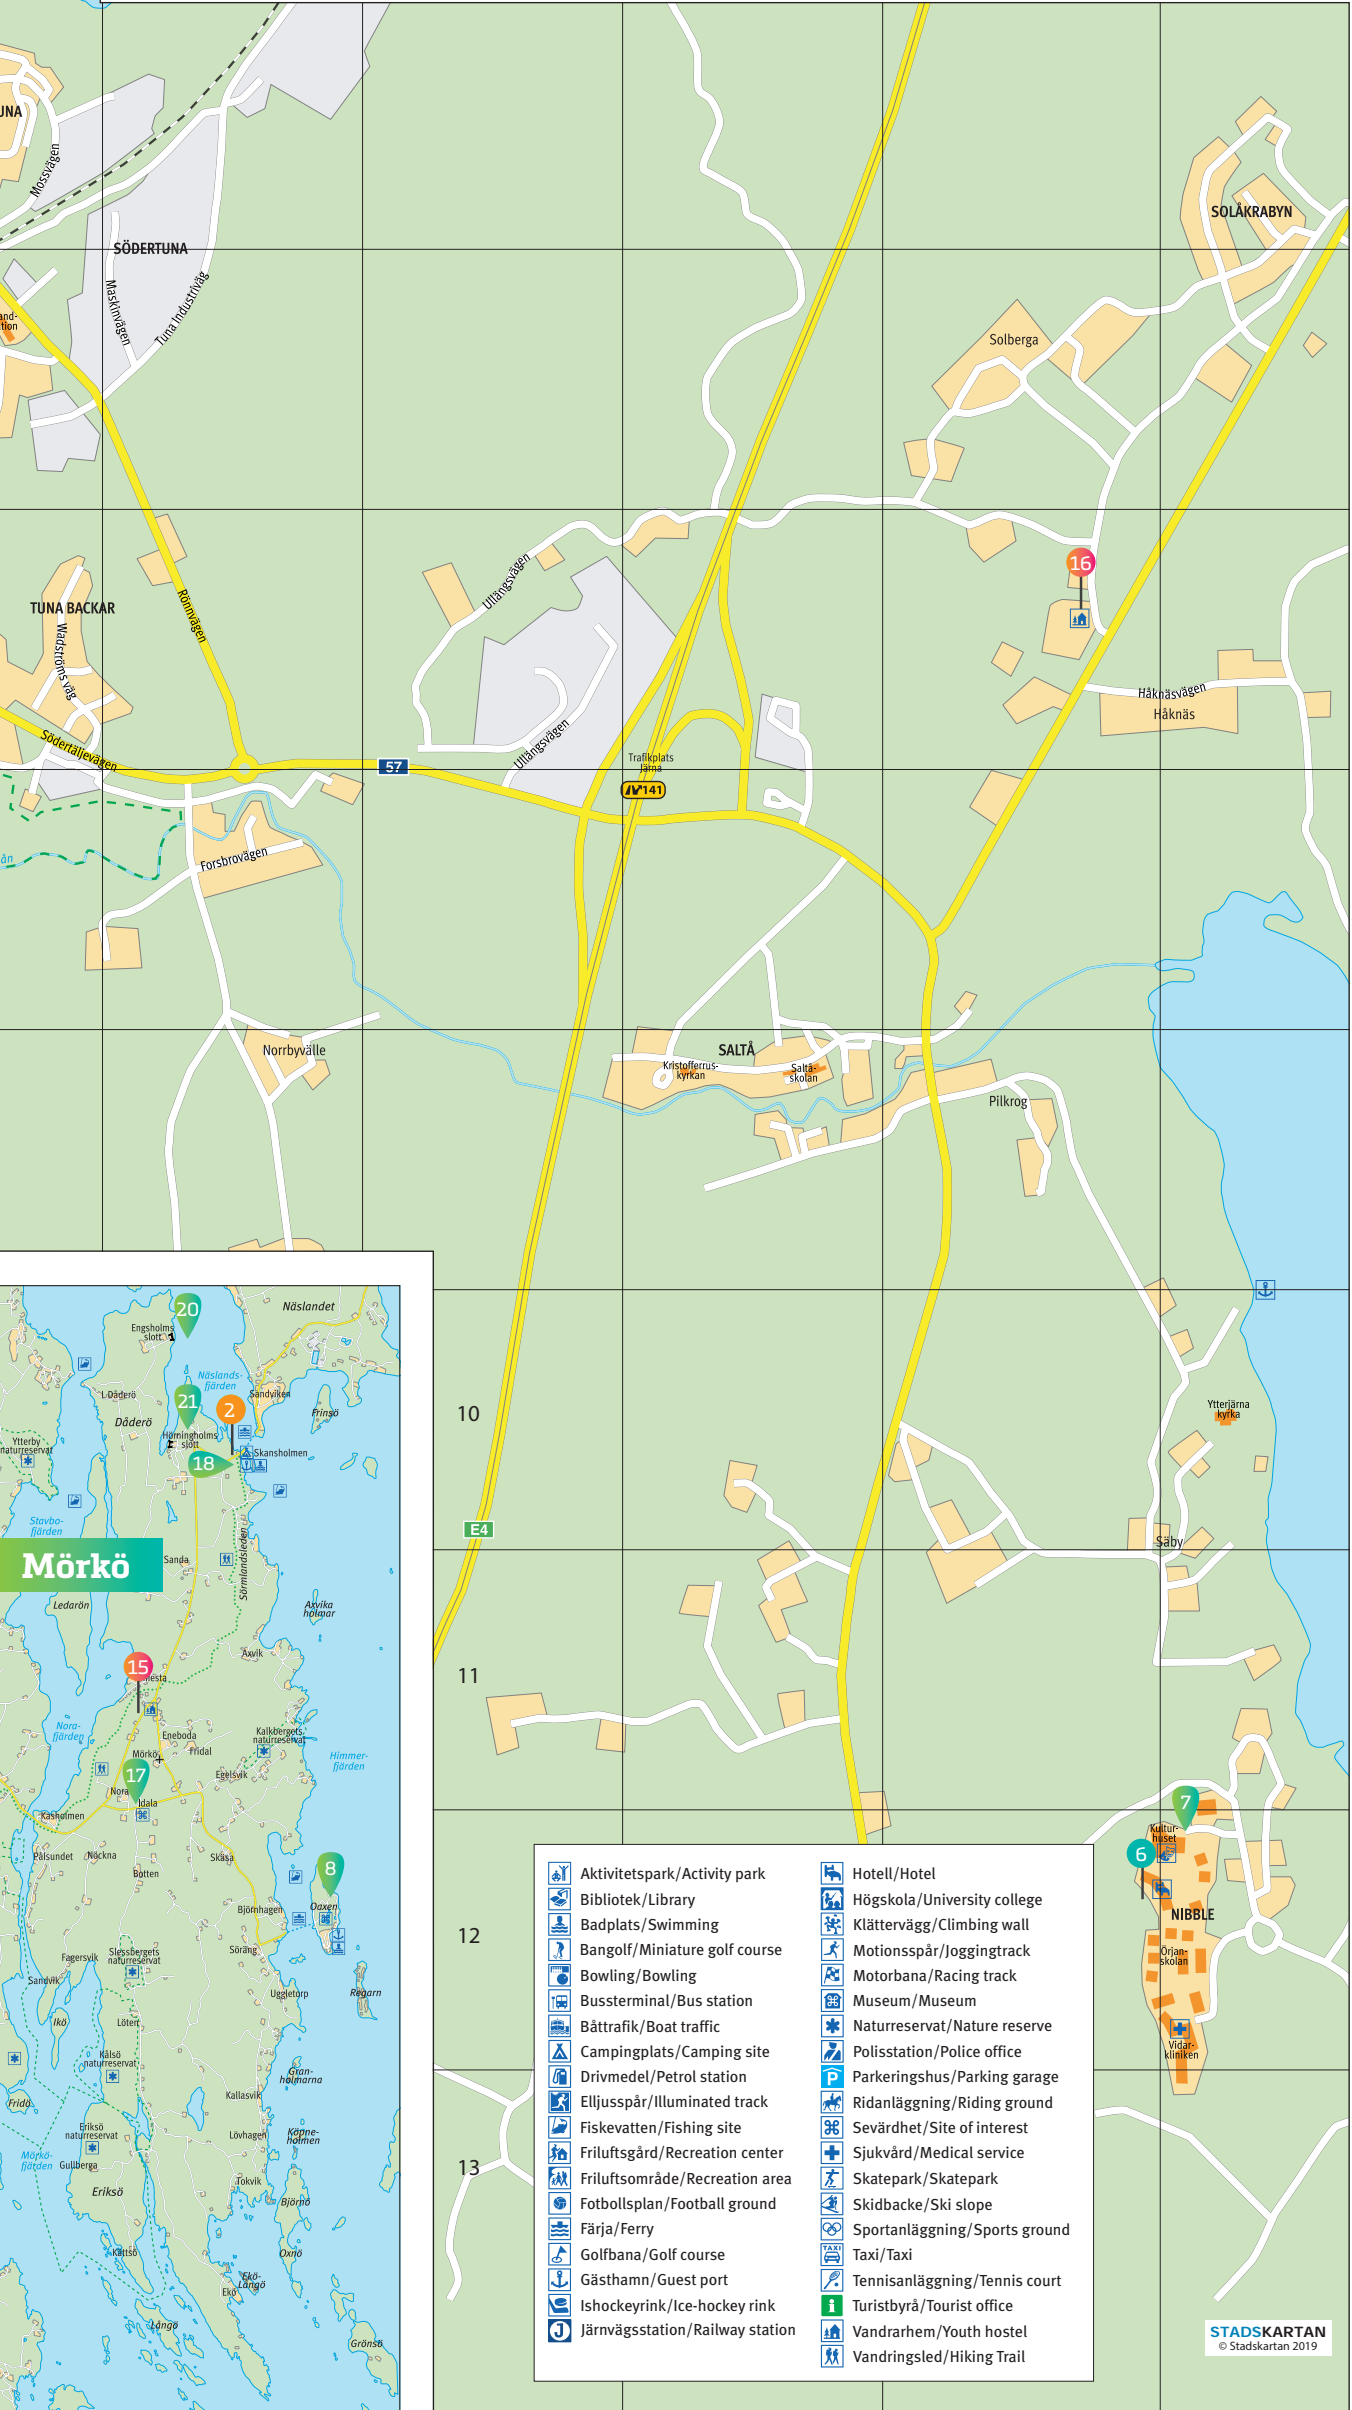 UNA
Mossvägen
SÖDERTUNA
Maskinvägen
Tuna Industriväg
SOLÅKRABYN
Solberga
16
Ullängsvägen
TUNA BACKAR
Wadströms väg
Rönnvägen
Södertäljevägen
57
Ullängsvägen
Trafikplats
Järna
141
Håknäsvägen
Håknäs
Forsbrovägen
ån
Norrbyvälle
SALTÅ
Kristofferrus-
kyrkan
Saltå-
skolan
Pilkrog
Ytterjärna
kyrka
Säby
E4
10
11
12
13
7
Kultur-
huset
6
NIBBLE
Örjan-
skolan
Vidar-
kliniken
Mörkö
20
Näslandet
Engsholms
slott
Näslands-
fjärden
L Dåderö
21
2
Sandviken
Frinsö
Dåderö
Hörningholms
slott
Ytterby
naturreservat
Skansholmen
18
Stavbo-
fjärden
Sanda
Sörmlandsleden
Ledarön
Axvika
holmar
Axvik
15
Nora-
fjärden
Eneboda
Kalkbergets
naturreservat
Mörkö
Fridal
Himmer-
fjärden
17
Egelsvik
Nora
Idala
Kasholmen
Pålsundet
Nöckna
Skåsa
Botten
8
Oaxen
Björnhagen
Söräng
Fagersvik
Slessbergets
naturreservat
Sandvik
Uggletorp
Regarn
Ikö
Löten
Kålsö
naturreservat
Gran-
holmarna
Fridö
Kallasvik
Eriksö
naturreservat
Lövhagen
Köpne-
holmen
Mörkö-
fjärden
Gullberga
Tokvik
Eriksö
Björnö
Kättsö
Oxnö
Ekö-
Långö
Ekö
Långö
Grönsö
Aktivitetspark/Activity park
Bibliotek/Library
Badplats/Swimming
Bangolf/Miniature golf course
Bowling/Bowling
Bussterminal/Bus station
Båttrafik/Boat traffic
Campingplats/Camping site
Drivmedel/Petrol station
Elljusspår/Illuminated track
Fiskevatten/Fishing site
Friluftsgård/Recreation center
Friluftsområde/Recreation area
Fotbollsplan/Football ground
Färja/Ferry
Golfbana/Golf course
Gästhamn/Guest port
Ishockeyrink/Ice-hockey rink
J Järnvägsstation/Railway station
Hotell/Hotel
Högskola/University college
Klättervägg/Climbing wall
Motionsspår/Joggingtrack
Motorbana/Racing track
Museum/Museum
Naturreservat/Nature reserve
Polisstation/Police office
P Parkeringshus/Parking garage
Ridanläggning/Riding ground
Sevärdhet/Site of interest
Sjukvård/Medical service
Skatepark/Skatepark
Skidbacke/Ski slope
Sportanläggning/Sports ground
TAXI Taxi/Taxi
Tennisanläggning/Tennis court
i Turistbyrå/Tourist office
Vandrarhem/Youth hostel
Vandringsled/Hiking Trail
STADSKARTAN
© Stadskartan 2019